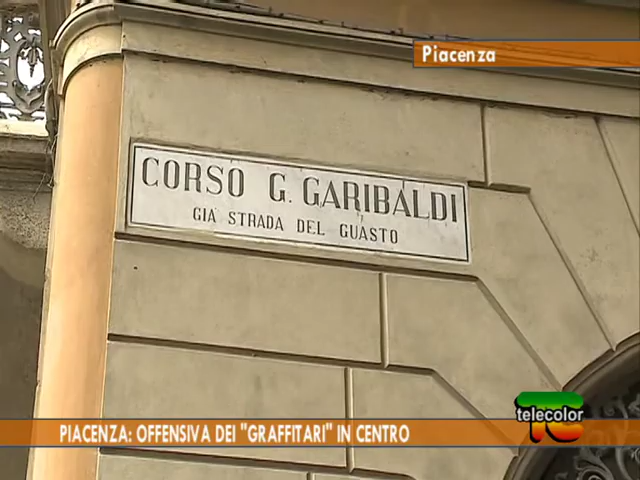 Piacenza
CORSO G. GARIBALDI
GIA STRADA DEL GUASTO
telecolor
PIACENZA: OFFENSIVA DEI "GRAFFITARI" IN CENTRO